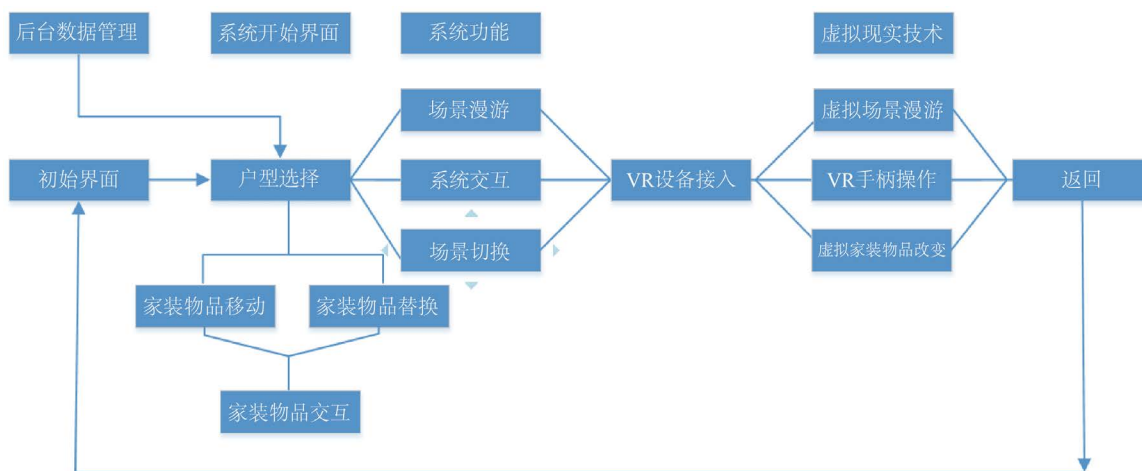 后台数据管理
系统开始界面
系统功能
虚拟现实技术
场景漫游
虚拟场景漫游
初始界面
户型选择
系统交互
VR设备接入
VR手柄操作
返回
场景切换
虚拟家装物品改变
家装物品移动
家装物品替换
家装物品交互